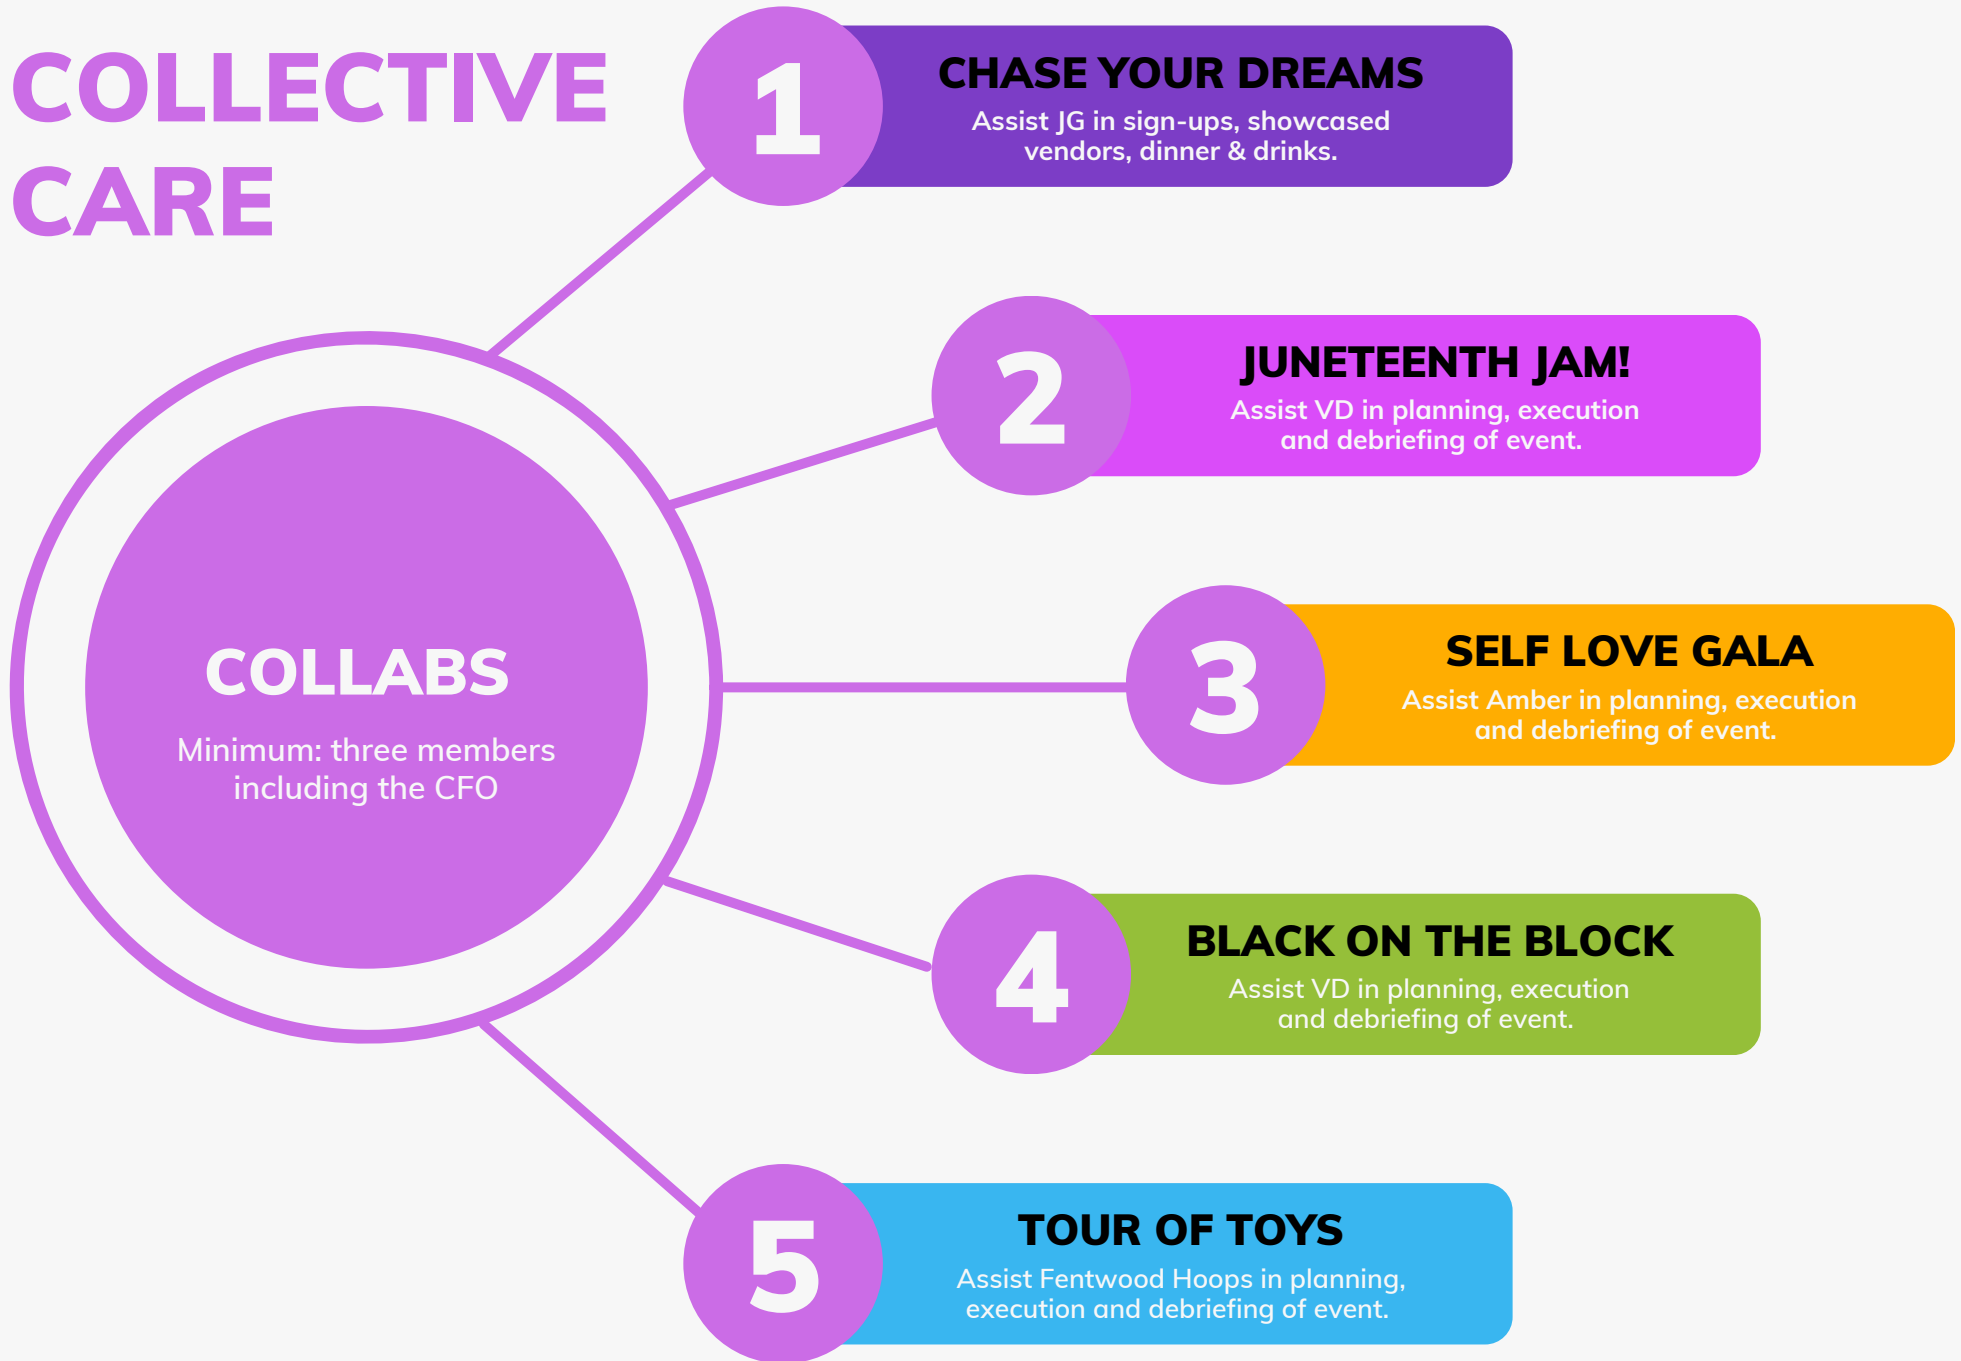 COLLECTIVE
CARE
1
CHASE YOUR DREAMS
Assist JG in sign-ups, showcased
vendors, dinner & drinks.
2
JUNETEENTH JAM!
Assist VD in planning, execution
and debriefing of event.
COLLABS
Minimum: three members
including the CFO
3
SELF LOVE GALA
Assist Amber in planning, execution
and debriefing of event.
4
BLACK ON THE BLOCK
Assist VD in planning, execution
and debriefing of event.
5
TOUR OF TOYS
Assist Fentwood Hoops in planning,
execution and debriefing of event.